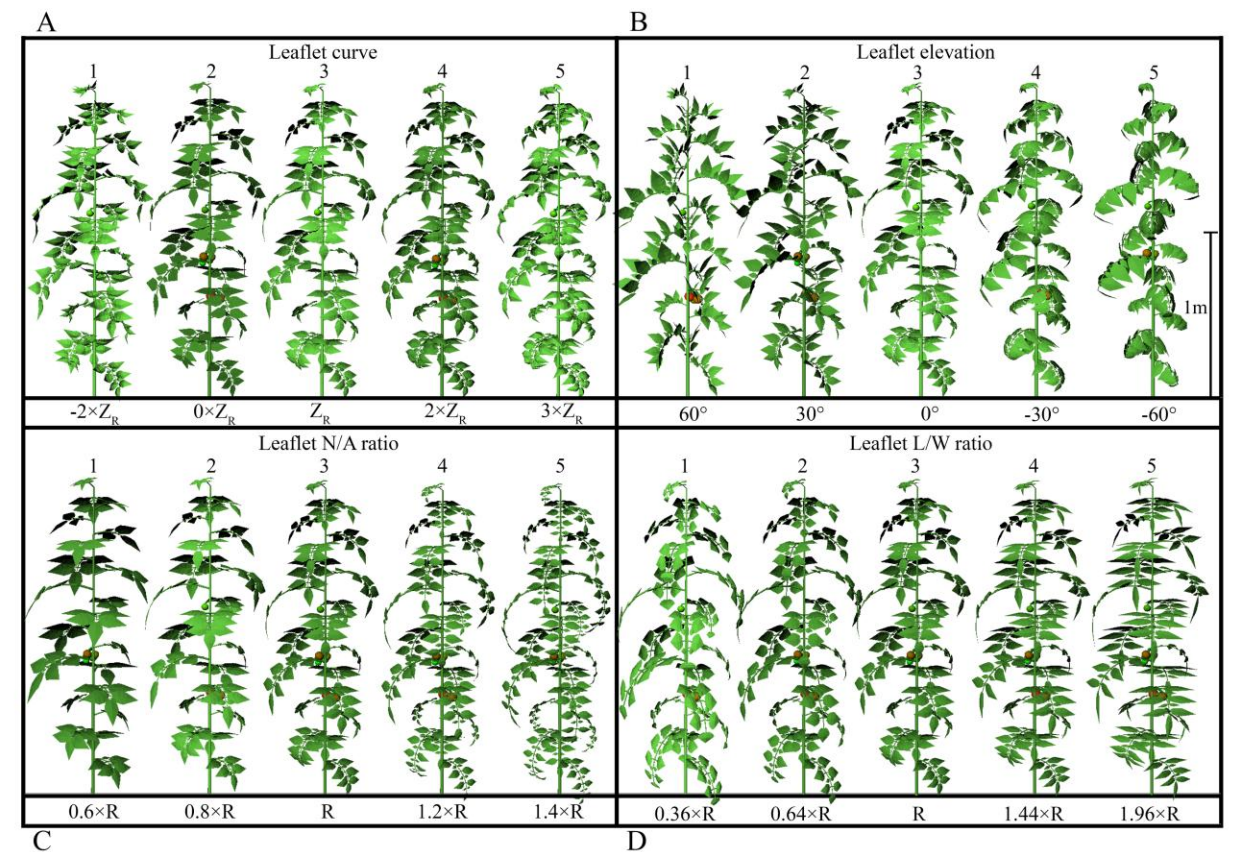 A
B
Leaflet curve
1 2 3 4 5
-2×Z_R 0×Z_R Z_R 2×Z_R 3×Z_R
Leaflet elevation
1 2 3 4 5
1m
60° 30° 0° -30° -60°
Leaflet N/A ratio
1 2 3 4 5
0.6×R 0.8×R R 1.2×R 1.4×R
Leaflet L/W ratio
1 2 3 4 5
0.36×R 0.64×R R 1.44×R 1.96×R
C
D